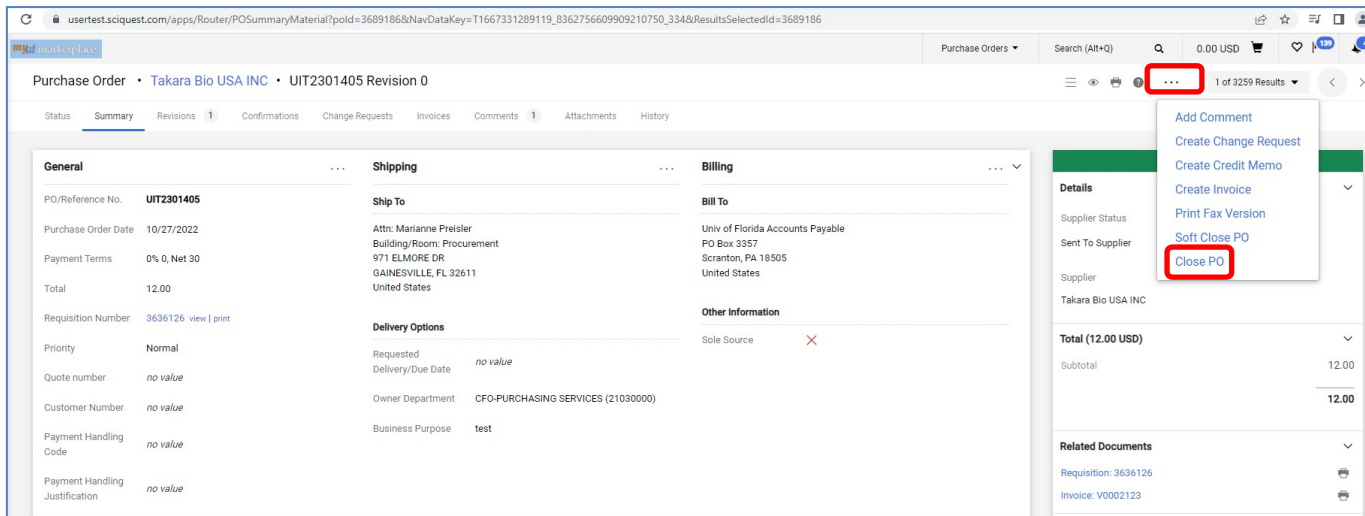 usertest.sciquest.com/apps/Router/POSummaryMaterial?poId=3689186&NavDataKey=T1667331289119_8362756609909210750_334&ResultsSelectedId=3689186
myuf marketplace
Purchase Orders
Search (Alt+Q)
0.00 USD
139
Purchase Order • Takara Bio USA INC • UIT2301405 Revision 0
...
1 of 3259 Results
Status
Summary
Revisions 1
Confirmations
Change Requests
Invoices
Comments 1
Attachments
History
Add Comment
Create Change Request
Create Credit Memo
Create Invoice
Print Fax Version
Soft Close PO
Close PO
General ...
PO/Reference No. UIT2301405
Purchase Order Date 10/27/2022
Payment Terms 0% 0, Net 30
Total 12.00
Requisition Number 3636126 view | print
Priority Normal
Quote number no value
Customer Number no value
Payment Handling
Code no value
Payment Handling
Justification no value
Shipping ...
Ship To
Attn: Marianne Preisler
Building/Room: Procurement
971 ELMORE DR
GAINESVILLE, FL 32611
United States
Delivery Options
Requested
Delivery/Due Date no value
Owner Department CFO-PURCHASING SERVICES (21030000)
Business Purpose test
Billing ...
Bill To
Univ of Florida Accounts Payable
PO Box 3357
Scranton, PA 18505
United States
Other Information
Sole Source
Details
Supplier Status
Sent To Supplier
Supplier
Takara Bio USA INC
Total (12.00 USD)
Subtotal 12.00
12.00
Related Documents
Requisition: 3636126
Invoice: V0002123